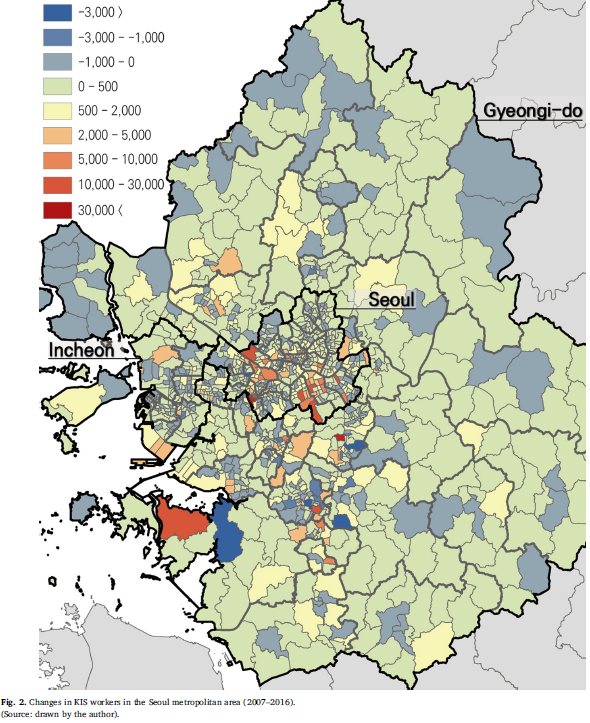 -3,000 〉
-3,000 - -1,000
-1,000 - 0
0 - 500
500 - 2,000
2,000 - 5,000
5,000 - 10,000
10,000 - 30,000
30,000 〈
Gyeongi-do
Seoul
Incheon
Fig. 2. Changes in KIS workers in the Seoul metropolitan area (2007–2016).
(Source: drawn by the author).